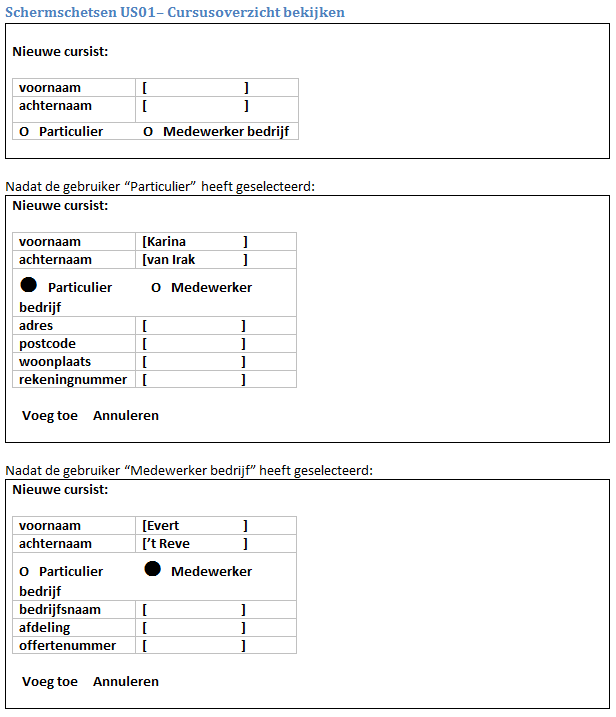 Schermschetsen US01– Cursusoverzicht bekijken
Nieuwe cursist:
voornaam [ ]
achternaam [ ]
O Particulier O Medewerker bedrijf
Nadat de gebruiker “Particulier” heeft geselecteerd:
Nieuwe cursist:
voornaam [Karina ]
achternaam [van Irak ]
● Particulier O Medewerker
bedrijf
adres [ ]
postcode [ ]
woonplaats [ ]
rekeningnummer [ ]
Voeg toe Annuleren
Nadat de gebruiker “Medewerker bedrijf” heeft geselecteerd:
Nieuwe cursist:
voornaam [Evert ]
achternaam [’t Reve ]
O Particulier ● Medewerker
bedrijf
bedrijfsnaam [ ]
afdeling [ ]
offertenummer [ ]
Voeg toe Annuleren